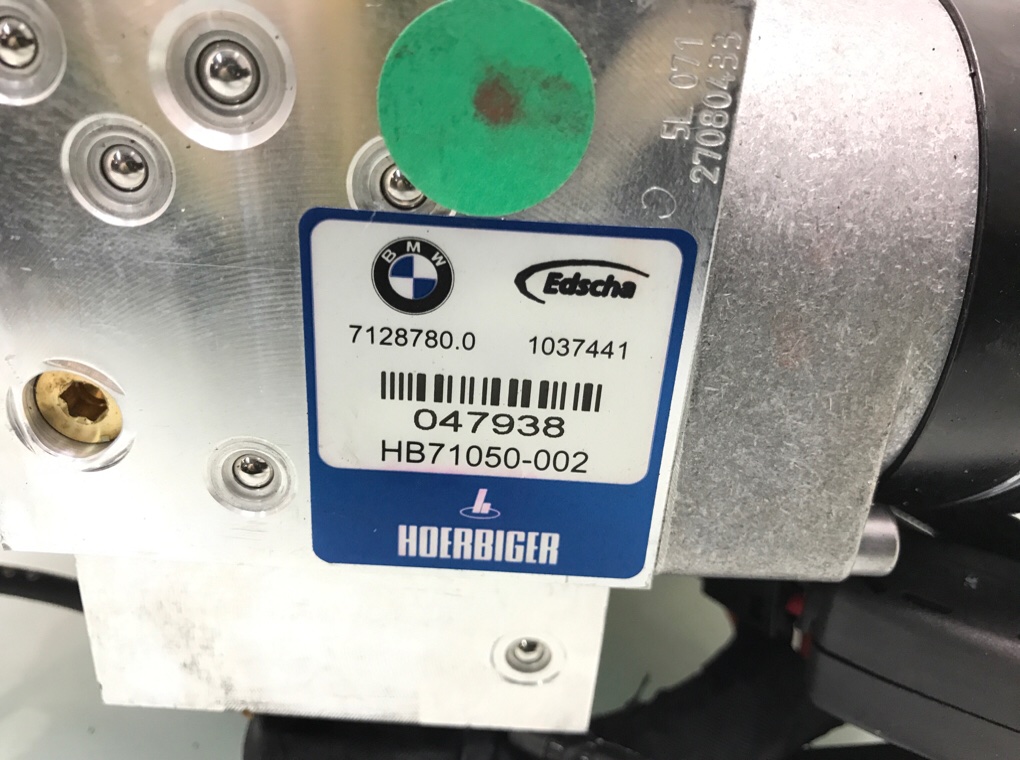 5L 071
27080433
BMW
Edscha
7128780.0 1037441
047938
HB71050-002
HOERBIGER